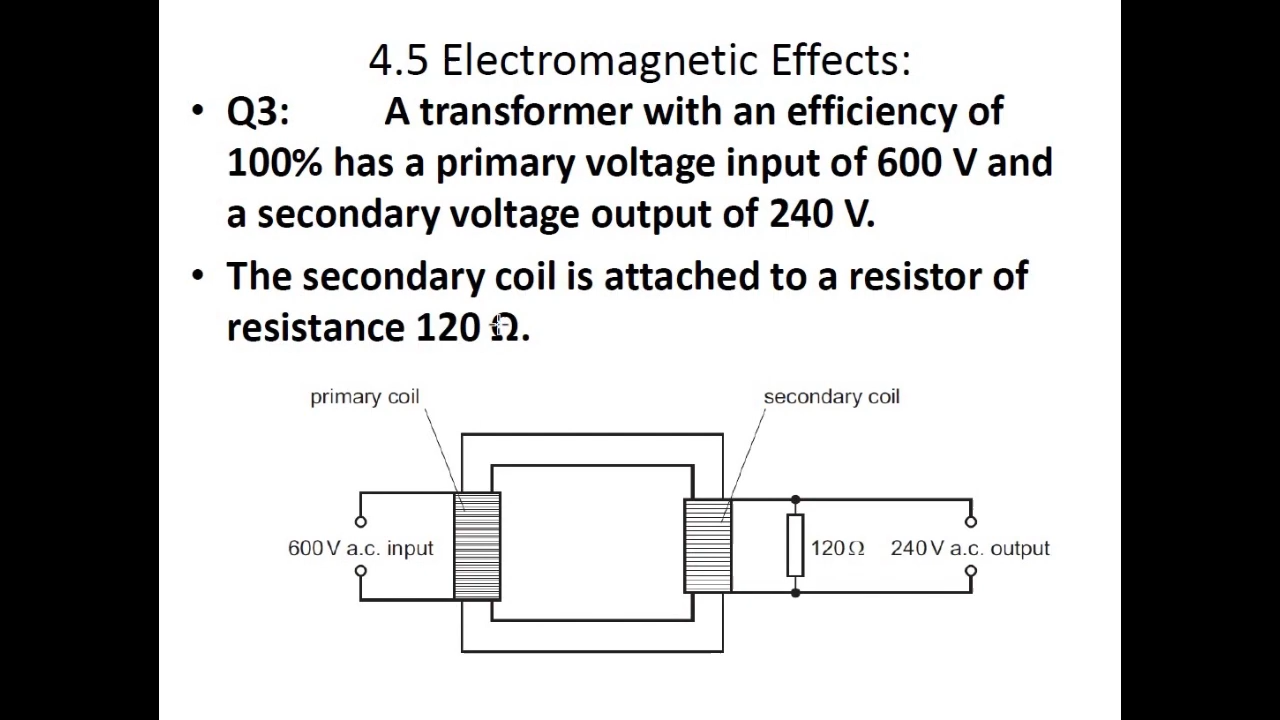 4.5 Electromagnetic Effects:
• Q3: A transformer with an efficiency of
100% has a primary voltage input of 600 V and
a secondary voltage output of 240 V.
• The secondary coil is attached to a resistor of
resistance 120 Ω.
primary coil
secondary coil
600 V a.c. input
120 Ω
240 V a.c. output